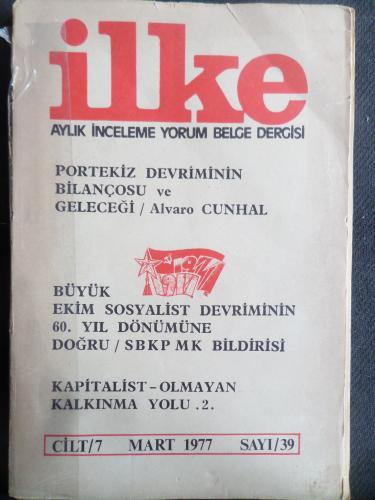 ilke
AYLIK İNCELEME YORUM BELGE DERGİSİ
PORTEKİZ DEVRİMİNİN
BİLANÇOSU ve
GELECEĞİ / Alvaro CUNHAL
1917
1977
BÜYÜK
EKİM SOSYALİST DEVRİMİNİN
60. YIL DÖNÜMÜNE
DOĞRU / SBKP MK BİLDİRİSİ
KAPİTALİST-OLMAYAN
KALKINMA YOLU .2.
CİLT/7 MART 1977 SAYI/39